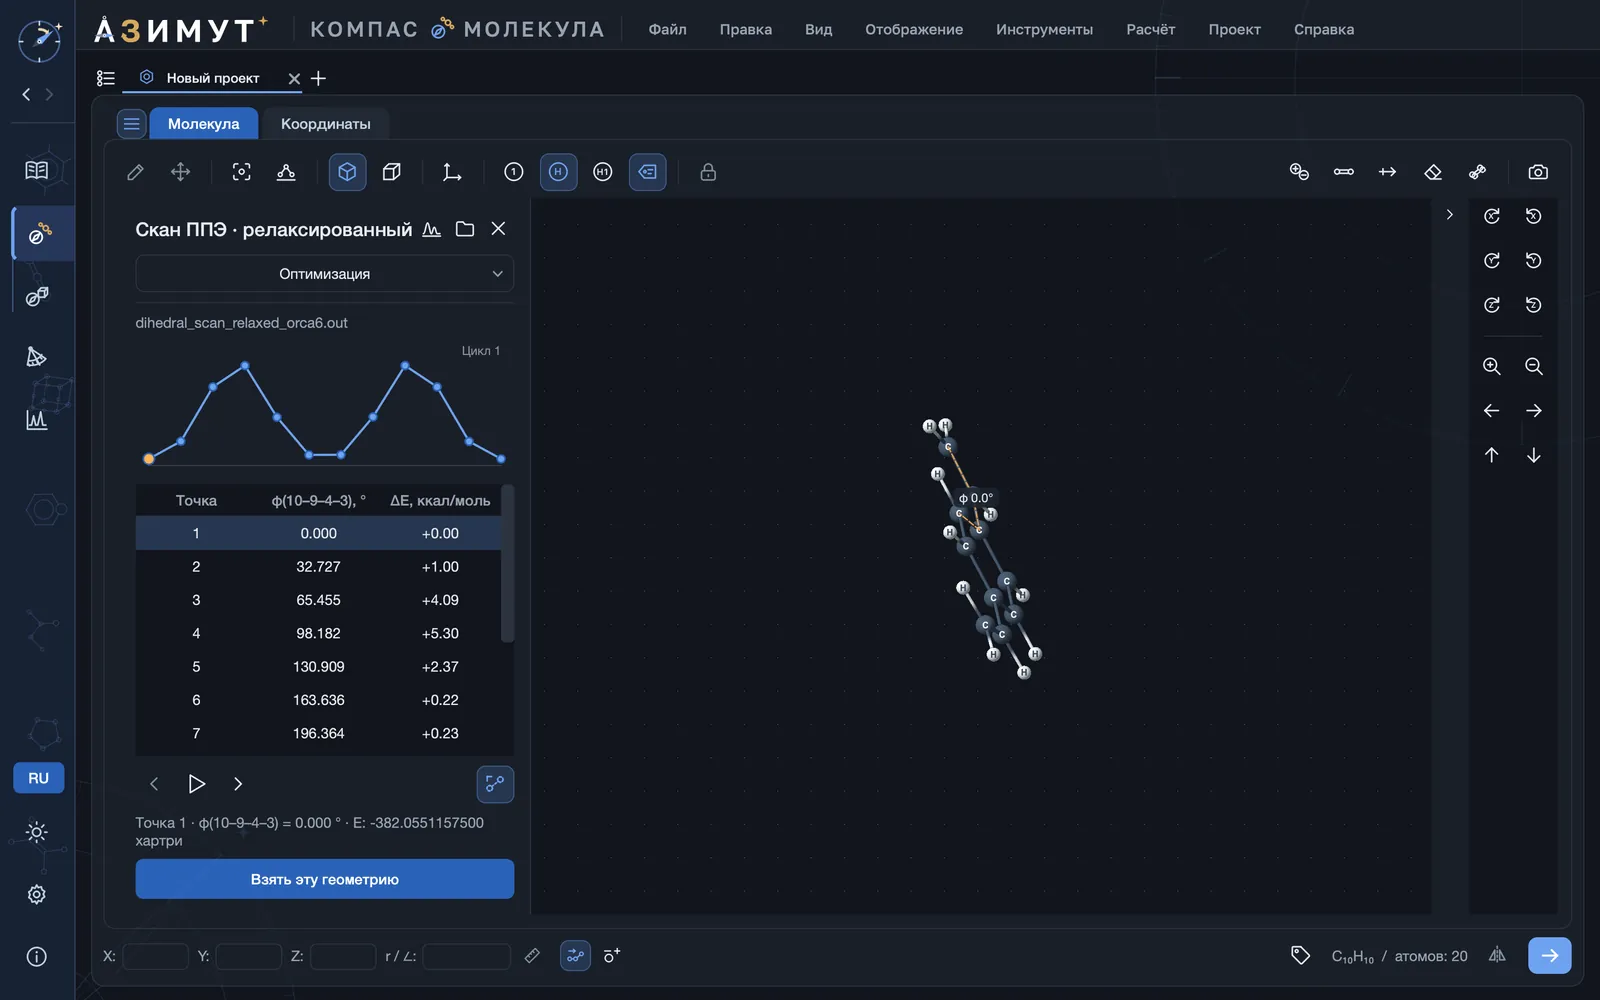 АЗИМУТ
КОМПАС МОЛЕКУЛА
Файл Правка Вид Отображение Инструменты Расчёт Проект Справка
Новый проект
Молекула Координаты
1 H H1
Скан ППЭ · релаксированный
Оптимизация
dihedral_scan_relaxed_orca6.out
Цикл 1
Точка ϕ(10–9–4–3), ° ΔE, ккал/моль
1 0.000 +0.00
2 32.727 +1.00
3 65.455 +4.09
4 98.182 +5.30
5 130.909 +2.37
6 163.636 +0.22
7 196.364 +0.23
Точка 1 · ϕ(10–9–4–3) = 0.000 ° · E: -382.0551157500
хартри
Взять эту геометрию
H H
C
H
ϕ 0.0°
C H
H C
C
C
H C H
C
C C
H H
H
X X
Y Y
Z Z
RU
X: Y: Z: r / ∠:
C₁₀H₁₀ / атомов: 20